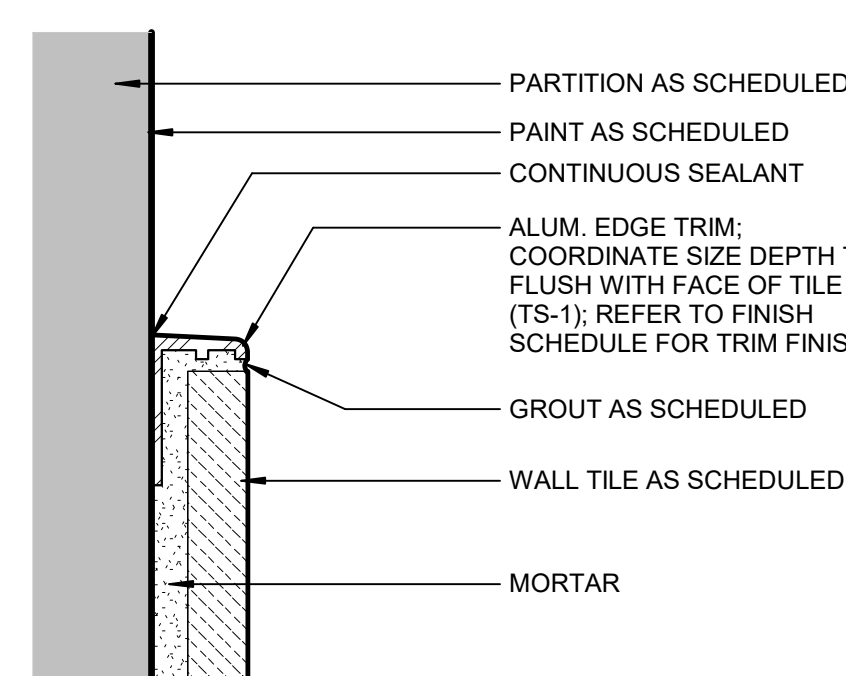 PARTITION AS SCHEDULED
PAINT AS SCHEDULED
CONTINUOUS SEALANT
ALUM. EDGE TRIM;
COORDINATE SIZE DEPTH
FLUSH WITH FACE OF TILE
(TS-1); REFER TO FINISH
SCHEDULE FOR TRIM FINIS
GROUT AS SCHEDULED
WALL TILE AS SCHEDULED
MORTAR